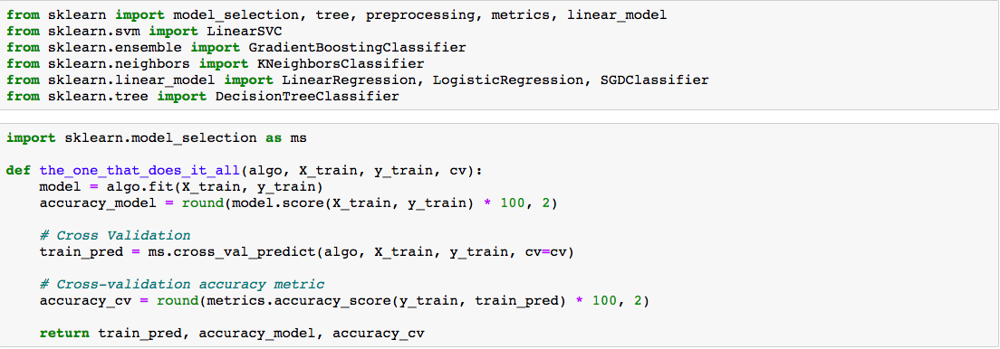 from sklearn import model_selection, tree, preprocessing, metrics, linear_model
from sklearn.svm import LinearSVC
from sklearn.ensemble import GradientBoostingClassifier
from sklearn.neighbors import KNeighborsClassifier
from sklearn.linear_model import LinearRegression, LogisticRegression, SGDClassifier
from sklearn.tree import DecisionTreeClassifier
import sklearn.model_selection as ms
def the_one_that_does_it_all(algo, X_train, y_train, cv):
    model = algo.fit(X_train, y_train)
    accuracy_model = round(model.score(X_train, y_train) * 100, 2)
    # Cross Validation
    train_pred = ms.cross_val_predict(algo, X_train, y_train, cv=cv)
    # Cross-validation accuracy metric
    accuracy_cv = round(metrics.accuracy_score(y_train, train_pred) * 100, 2)
    return train_pred, accuracy_model, accuracy_cv